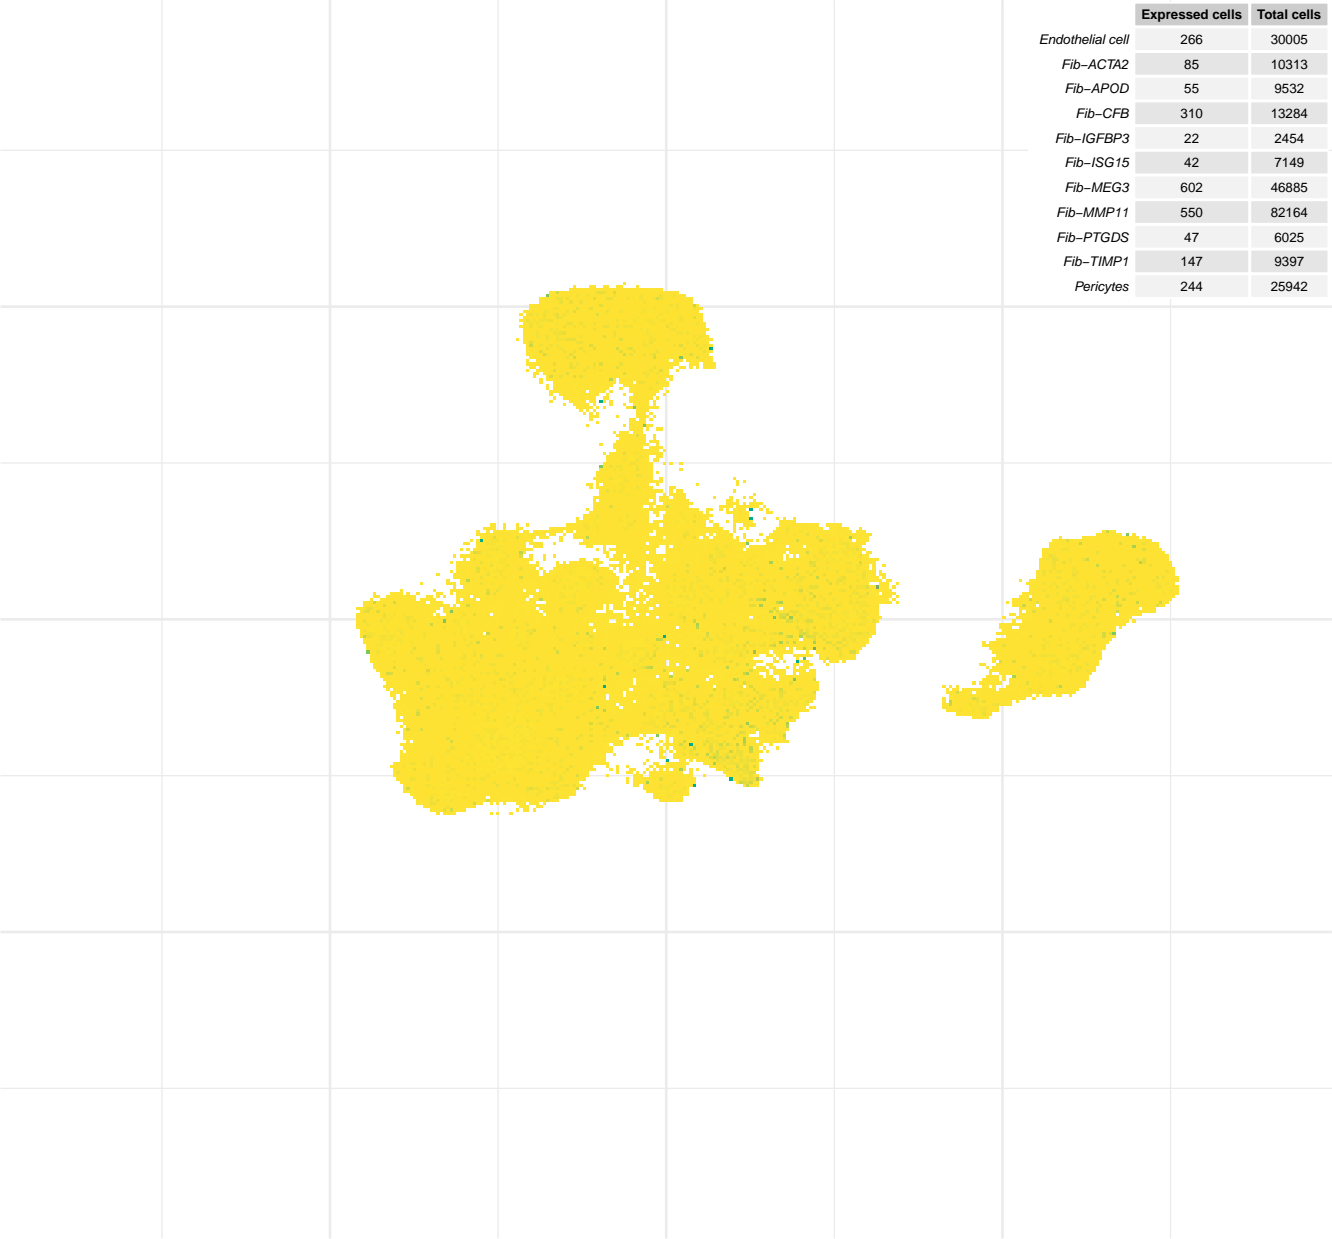 Expressed cells Total cells
Endothelial cell 266 30005
Fib−ACTA2 85 10313
Fib−APOD 55 9532
Fib−CFB 310 13284
Fib−IGFBP3 22 2454
Fib−ISG15 42 7149
Fib−MEG3 602 46885
Fib−MMP11 550 82164
Fib−PTGDS 47 6025
Fib−TIMP1 147 9397
Pericytes 244 25942